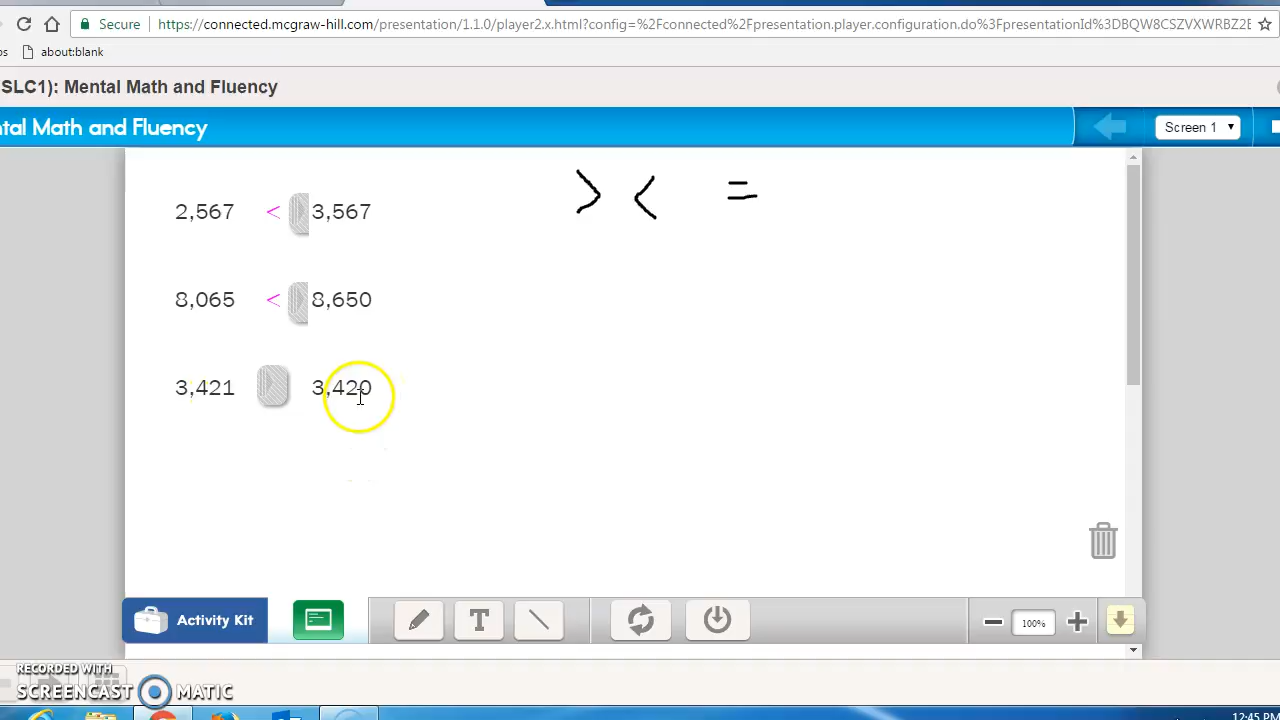 Secure
https://connected.mcgraw-hill.com/presentation/1.1.0/player2.x.html?config=%2Fconnected%2Fpresentation.player.configuration.do%3FpresentationId%3DBQW8CSZVXWRBZ2E
ps
about:blank
(SLC1): Mental Math and Fluency
ntal Math and Fluency
Screen 1
> < =
2,567 < 3,567
8,065 < 8,650
3,421 3,420
Activity Kit
T
100%
RECORDED WITH
SCREENCAST MATIC
12:45 PM